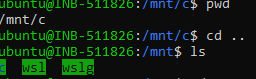 ubuntu@INB-511826:/mnt/c$ pwd
/mnt/c
ubuntu@INB-511826:/mnt/c$ cd ..
ubuntu@INB-511826:/mnt$ ls
c wsl wslg